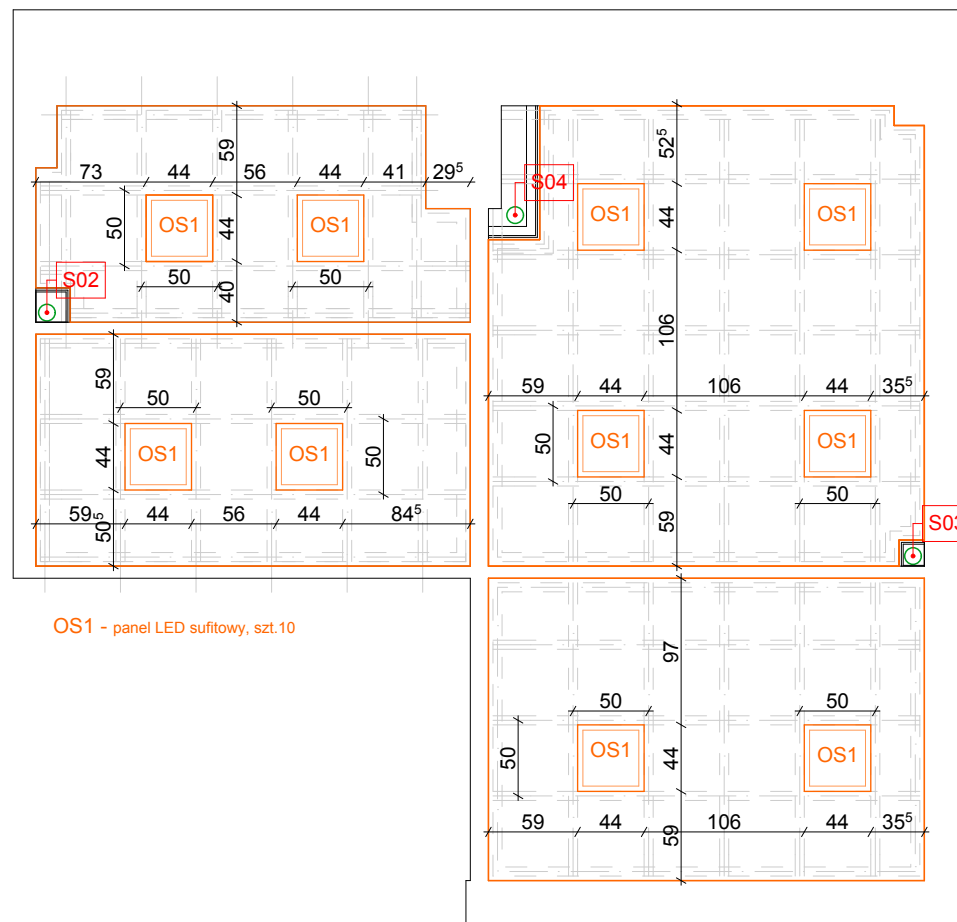 59
52⁵
S04
73 44 56 44 41 29⁵
OS1 OS1 OS1 OS1
50 44 44
50 50
S02
40
106
59
59 44 106 44 35⁵
50 50
OS1 OS1 OS1 OS1
44 50 50 44
50 50
59⁵ 44 56 44 84⁵
50⁵
59
S03
OS1 - panel LED sufitowy, szt.10
97
50 50
OS1 OS1
50 44
59 44 106 44 35⁵
59